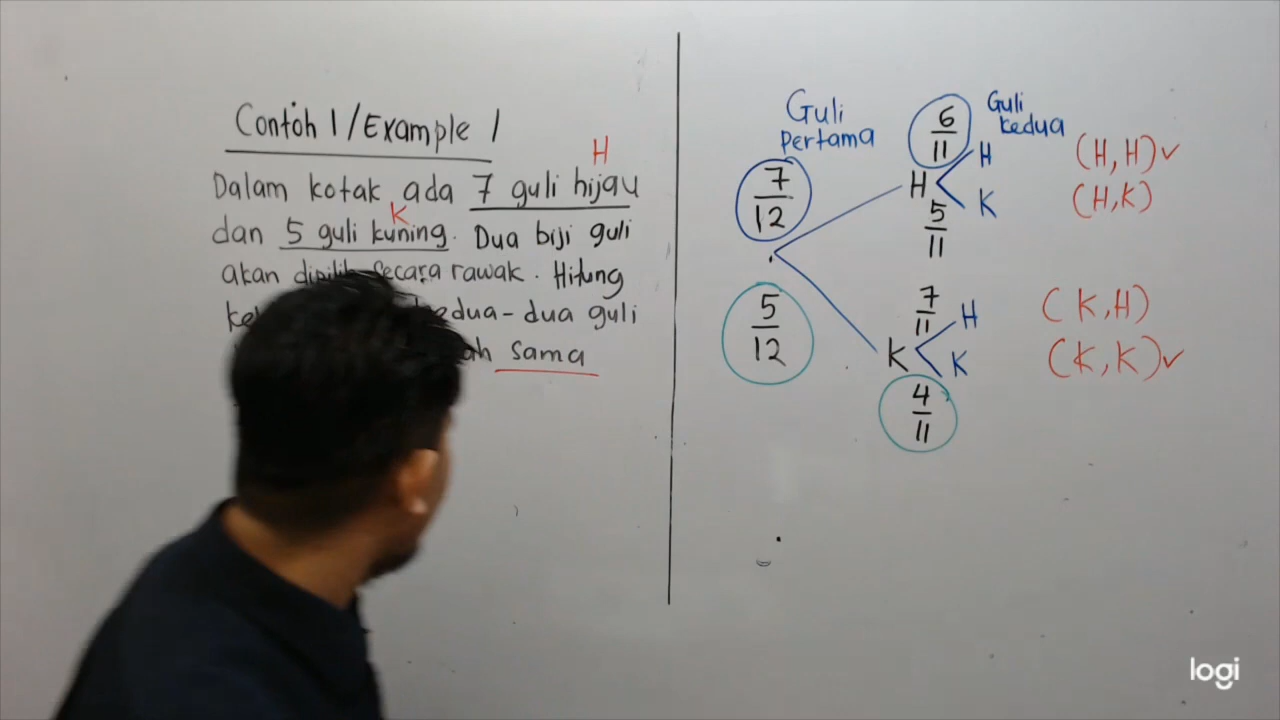 Contoh 1/Example 1
H
Dalam kotak ada 7 guli hijau
K
dan 5 guli kuning. Dua biji guli
akan secara rawak. Hitung
kedua-dua guli
sama
Guli
pertama
7/12
5/12
Guli
kedua
6/11
H
H
K
5/11
7/11
H
K
K
4/11
(H,H)✓
(H,K)
(K,H)
(K,K)✓
logi